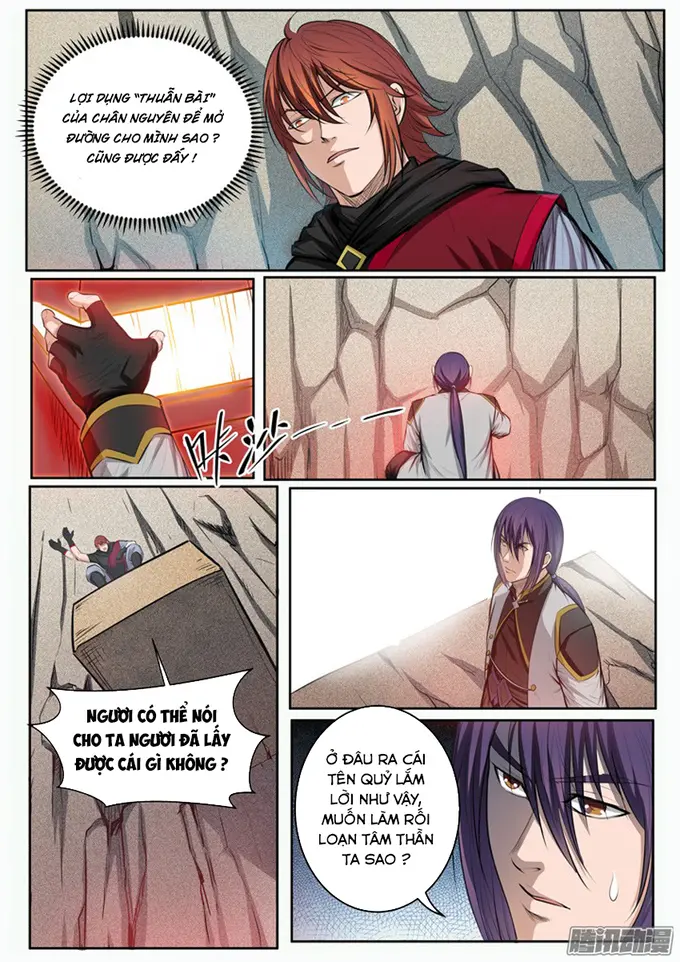 LỢI DỤNG "THUẪN BÀI"
CỦA CHÂN NGUYÊN ĐỂ MỞ
ĐƯỜNG CHO MÌNH SAO ?
CŨNG ĐƯỢC ĐẤY !
咔沙———
NGƯƠI CÓ THỂ NÓI
CHO TA NGƯƠI ĐÃ LẤY
ĐƯỢC CÁI GÌ KHÔNG ?
Ở ĐÂU RA CÁI
TÊN QUỶ LẮM
LỜI NHƯ VẬY,
MUỐN LÀM RỐI
LOẠN TÂM THẦN
TA SAO ?
腾讯动漫